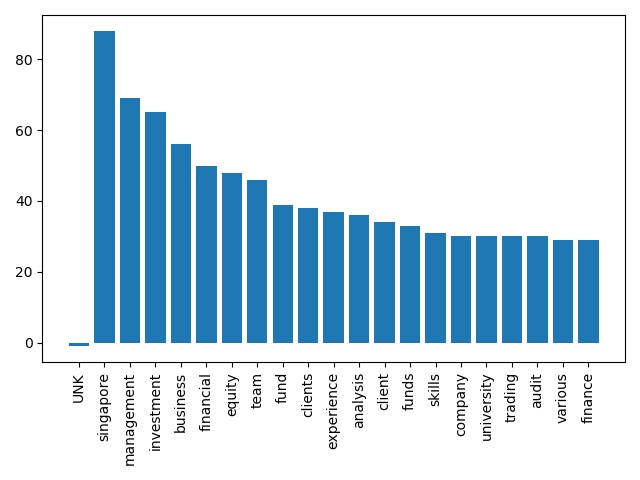 80
60
40
20
0
UNK
singapore
management
investment
business
financial
equity
team
fund
clients
experience
analysis
client
funds
skills
company
university
trading
audit
various
finance